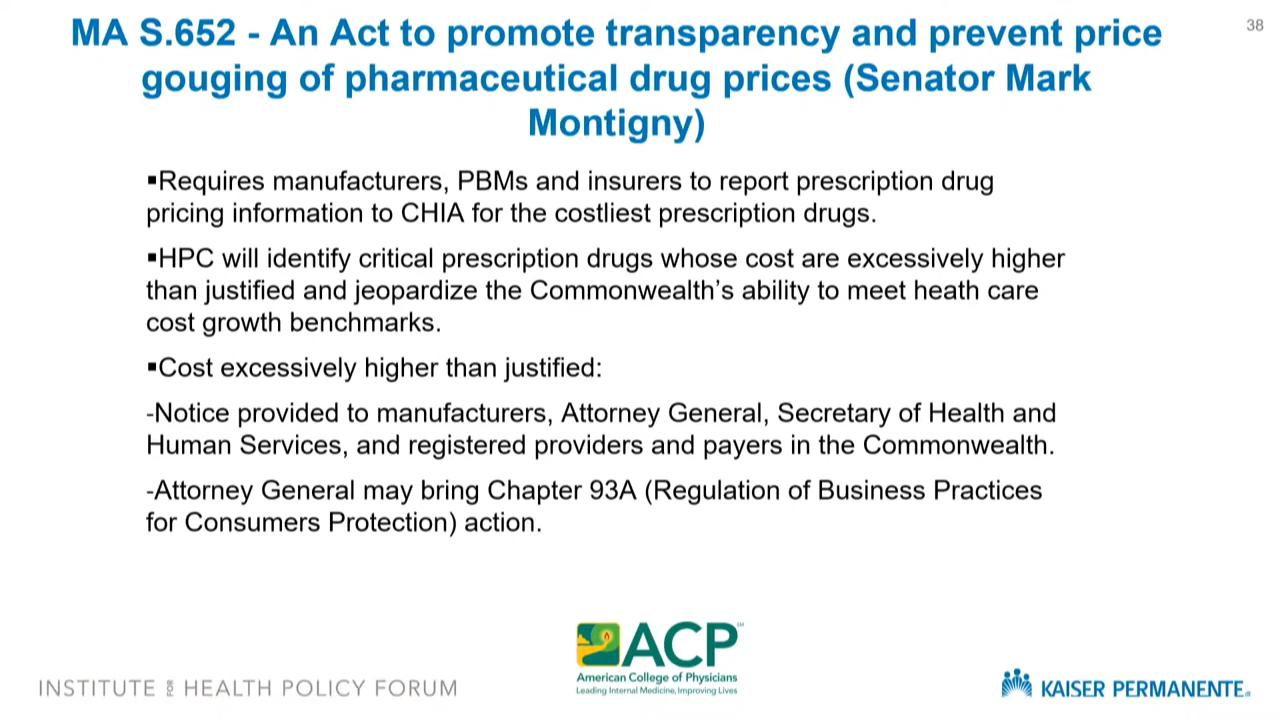 MA S.652 - An Act to promote transparency and prevent price
gouging of pharmaceutical drug prices (Senator Mark
Montigny)
38
▪Requires manufacturers, PBMs and insurers to report prescription drug
pricing information to CHIA for the costliest prescription drugs.
▪HPC will identify critical prescription drugs whose cost are excessively higher
than justified and jeopardize the Commonwealth’s ability to meet heath care
cost growth benchmarks.
▪Cost excessively higher than justified:
-Notice provided to manufacturers, Attorney General, Secretary of Health and
Human Services, and registered providers and payers in the Commonwealth.
-Attorney General may bring Chapter 93A (Regulation of Business Practices
for Consumers Protection) action.
INSTITUTE FOR HEALTH POLICY FORUM
ACP℠
American College of Physicians
Leading Internal Medicine, Improving Lives
KAISER PERMANENTE®